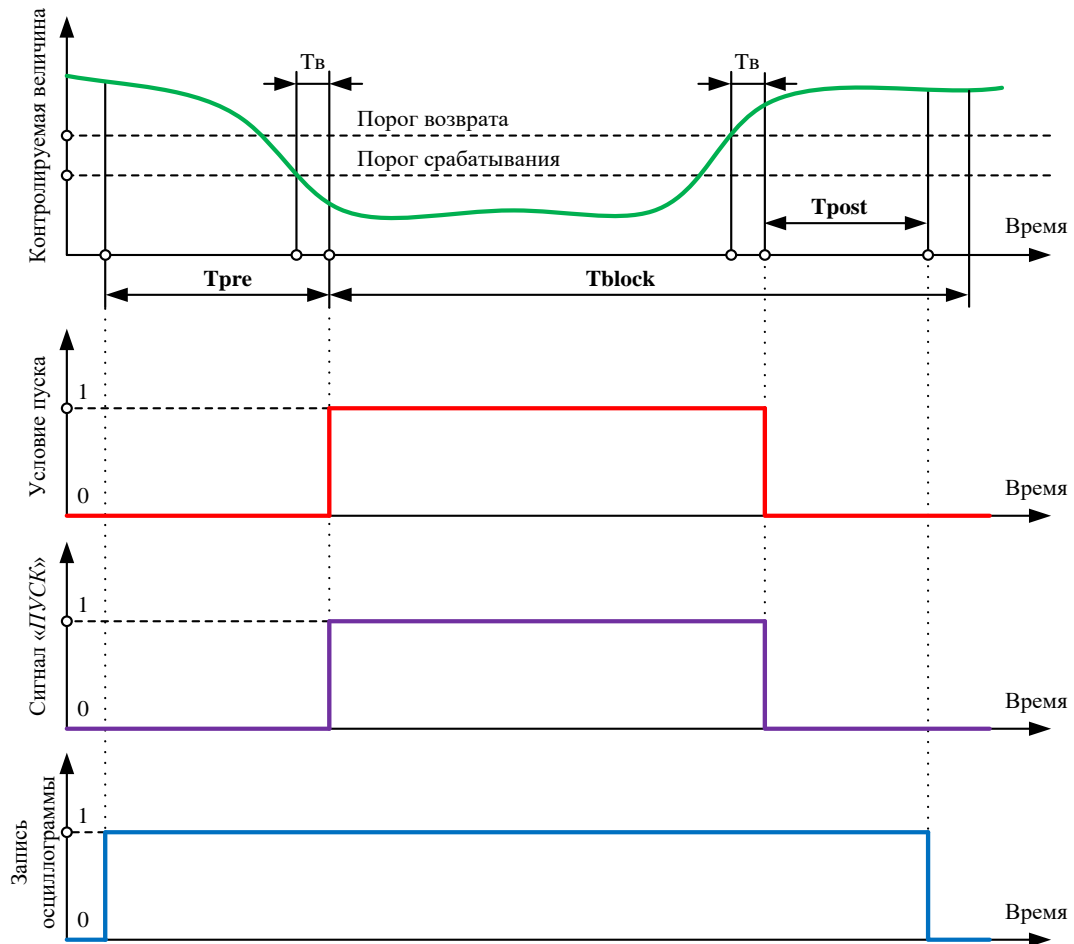 Контролируемая величина
Тв
Тв
Порог возврата
Порог срабатывания
Tpost
Время
Tpre
Tblock
Условие пуска
1
0
Время
Сигнал «ПУСК»
1
0
Время
Запись
осциллограммы
1
0
Время